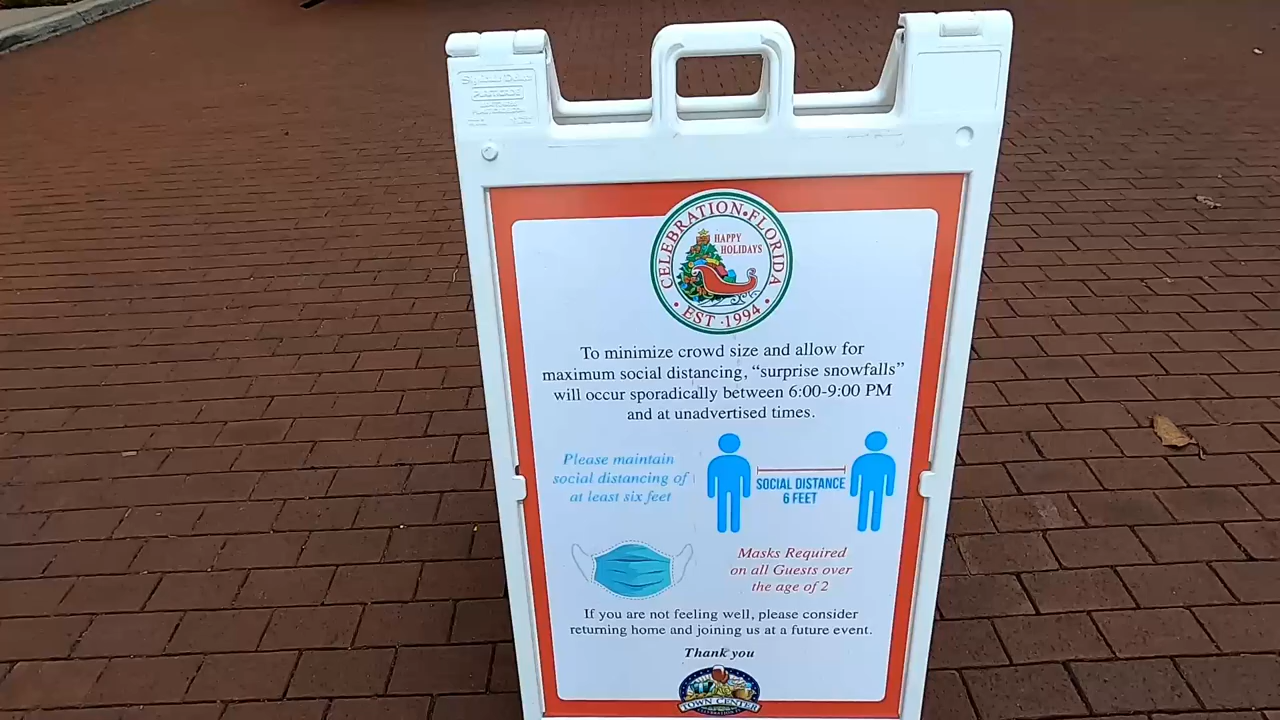 CELEBRATION•FLORIDA
HAPPY
HOLIDAYS
• EST • 1994 •
To minimize crowd size and allow for
maximum social distancing, “surprise snowfalls”
will occur sporadically between 6:00-9:00 PM
and at unadvertised times.
Please maintain
social distancing of
at least six feet
SOCIAL DISTANCE
6 FEET
Masks Required
on all Guests over
the age of 2
If you are not feeling well, please consider
returning home and joining us at a future event.
Thank you
TOWN CENTER